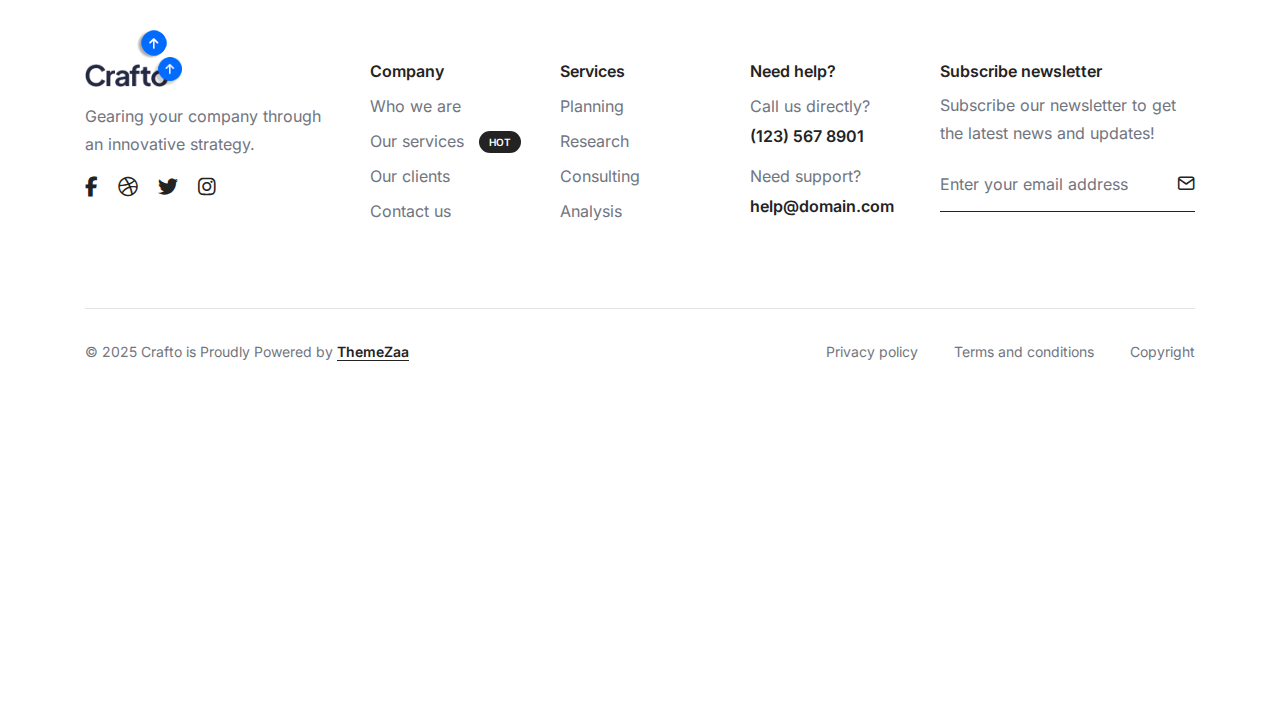 Crafto
Gearing your company through
an innovative strategy.
Company
Who we are
Our services HOT
Our clients
Contact us
Services
Planning
Research
Consulting
Analysis
Need help?
Call us directly?
(123) 567 8901
Need support?
help@domain.com
Subscribe newsletter
Subscribe our newsletter to get
the latest news and updates!
Enter your email address
© 2025 Crafto is Proudly Powered by ThemeZaa
Privacy policy
Terms and conditions
Copyright